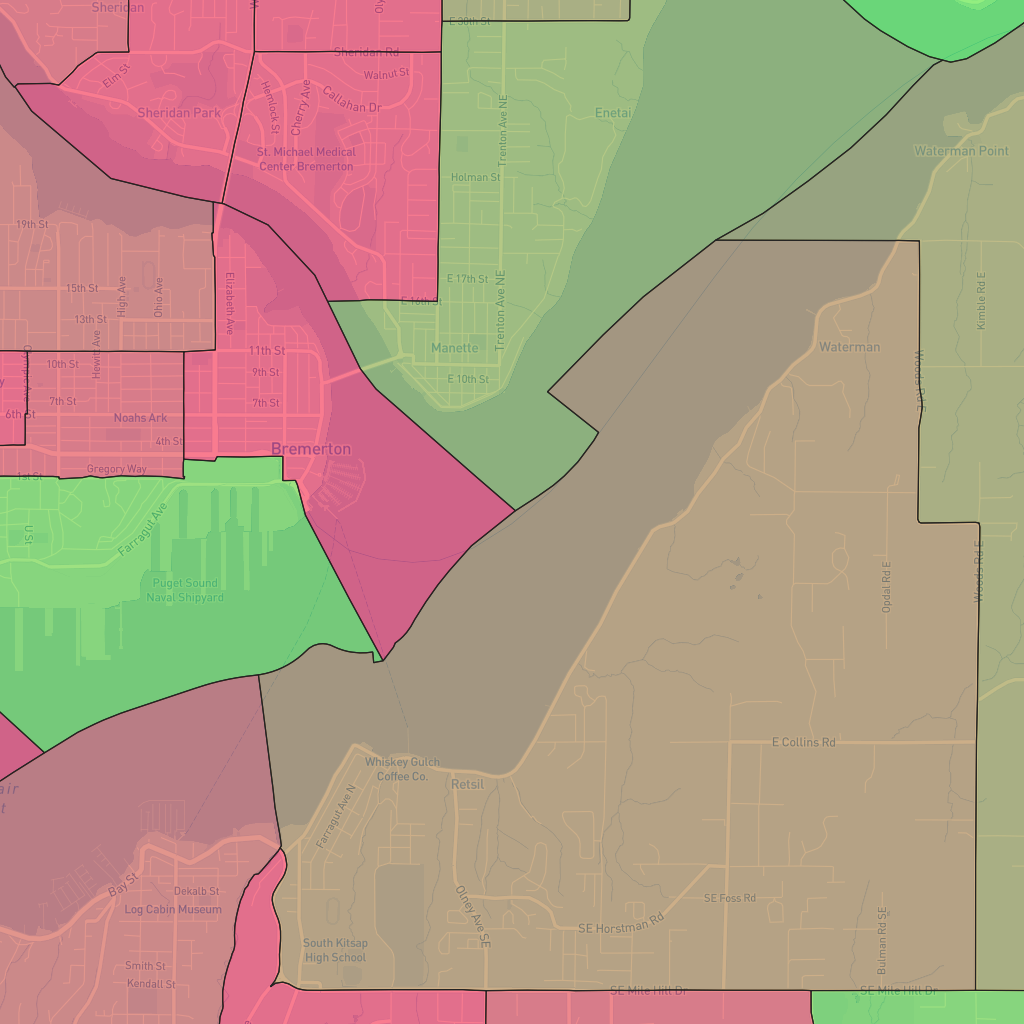 Sheridan
E 30th St
Sheridan Rd
Elm St
Walnut St
Hemlock St
Cherry Ave
Callahan Dr
Sheridan Park
Enetai
Trenton Ave NE
St. Michael Medical
Center Bremerton
Waterman Point
Holman St
19th St
E 17th St
15th St
High Ave
Ohio Ave
Elizabeth Ave
E 16th St
Trenton Ave NE
Kimble Rd E
13th St
Hewitt Ave
11th St
Manette
Waterman
10th St
9th St
E 10th St
Woods Rd E
7th St
7th St
6th St
Noahs Ark
4th St
Bremerton
Gregory Way
1st St
Farragut Ave
U St
Puget Sound
Naval Shipyard
Opdal Rd E
Woods Rd E
E Collins Rd
Whiskey Gulch
Coffee Co.
Retsil
Farragut Ave N
Bay St
Dekalb St
Log Cabin Museum
SE Foss Rd
Olney Ave SE
SE Horstman Rd
Bulman Rd SE
South Kitsap
High School
Smith St
Kendall St
SE Mile Hill Dr
SE Mile Hill Dr